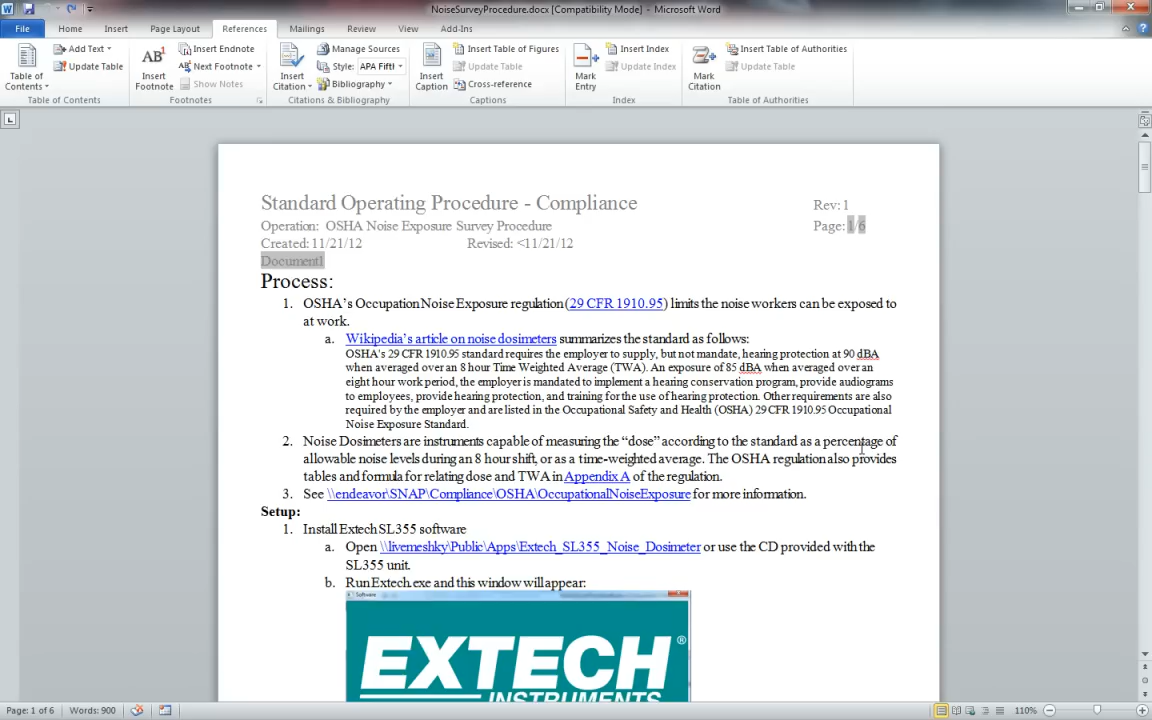 NoiseSurveyProcedure.docx [Compatibility Mode] - Microsoft Word
File Home Insert Page Layout References Mailings Review View Add-Ins
Table of Contents
Add Text
Update Table
Table of Contents
AB¹
Insert Footnote
Insert Endnote
Next Footnote
Show Notes
Footnotes
Insert Citation
Manage Sources
Style: APA Fifth
Bibliography
Citations & Bibliography
Insert Caption
Insert Table of Figures
Update Table
Cross-reference
Captions
Mark Entry
Insert Index
Update Index
Index
Mark Citation
Insert Table of Authorities
Update Table
Table of Authorities
Standard Operating Procedure - Compliance Rev: 1
Operation: OSHA Noise Exposure Survey Procedure Page: 1/6
Created: 11/21/12 Revised: <11/21/12
Document1
Process:
1. OSHA's Occupation Noise Exposure regulation (29 CFR 1910.95) limits the noise workers can be exposed to
at work.
a. Wikipedia's article on noise dosimeters summarizes the standard as follows:
OSHA's 29 CFR 1910.95 standard requires the employer to supply, but not mandate, hearing protection at 90 dBA
when averaged over an 8 hour Time Weighted Average (TWA). An exposure of 85 dBA when averaged over an
eight hour work period, the employer is mandated to implement a hearing conservation program, provide audiograms
to employees, provide hearing protection, and training for the use of hearing protection. Other requirements are also
required by the employer and are listed in the Occupational Safety and Health (OSHA) 29 CFR 1910.95 Occupational
Noise Exposure Standard.
2. Noise Dosimeters are instruments capable of measuring the “dose” according to the standard as a percentage of
allowable noise levels during an 8 hour shift, or as a time-weighted average. The OSHA regulation also provides
tables and formula for relating dose and TWA in Appendix A of the regulation.
3. See \\endeavor\SNAP\Compliance\OSHA\OccupationalNoiseExposure for more information.
Setup:
1. Install Extech SL355 software
a. Open \\livemeshky\Public\Apps\Extech_SL355_Noise_Dosimeter or use the CD provided with the
SL355 unit.
b. Run Extech.exe and this window will appear:
Software
EXTECH®
INSTRUMENTS
Page: 1 of 6 Words: 900 110%